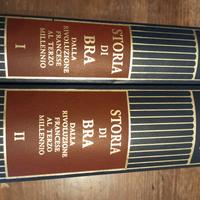 STORIA
DI
BRA
DALLA
RIVOLUZIONE
FRANCESE
AL TERZO
MILLENNIO
I
STORIA
DI
BRA
DALLA
RIVOLUZIONE
FRANCESE
AL TERZO
MILLENNIO
II